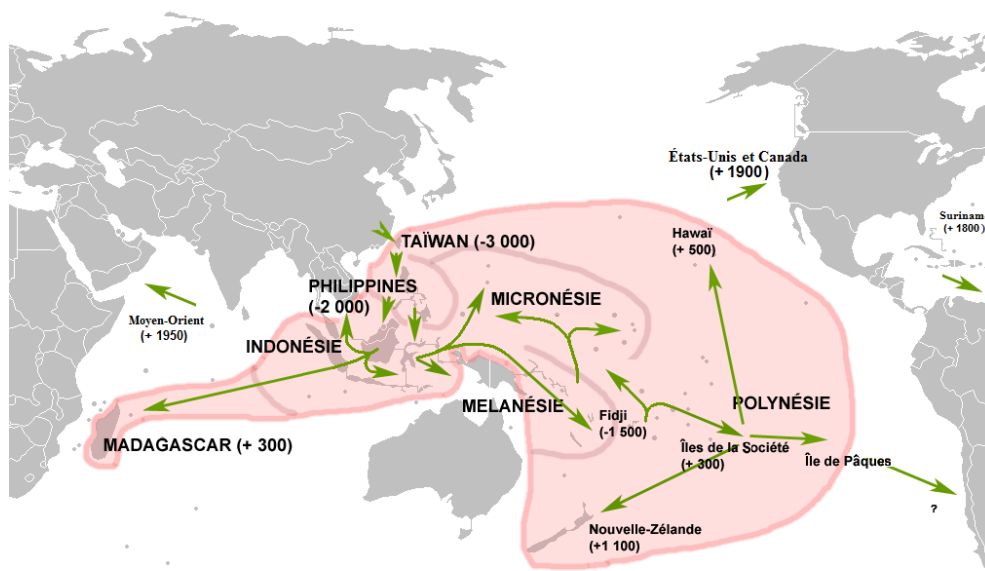 États-Unis et Canada
(+ 1900)
Suriname
(+ 1800)
Hawaï
(+ 500)
TAÏWAN (-3 000)
PHILIPPINES
(-2 000)
MICRONÉSIE
Moyen-Orient
(+ 1950)
INDONÉSIE
MELANÉSIE
POLYNÉSIE
Fidji
(-1 500)
MADAGASCAR (+ 300)
Îles de la Société
(+ 300)
Île de Pâques
?
Nouvelle-Zélande
(+1 100)